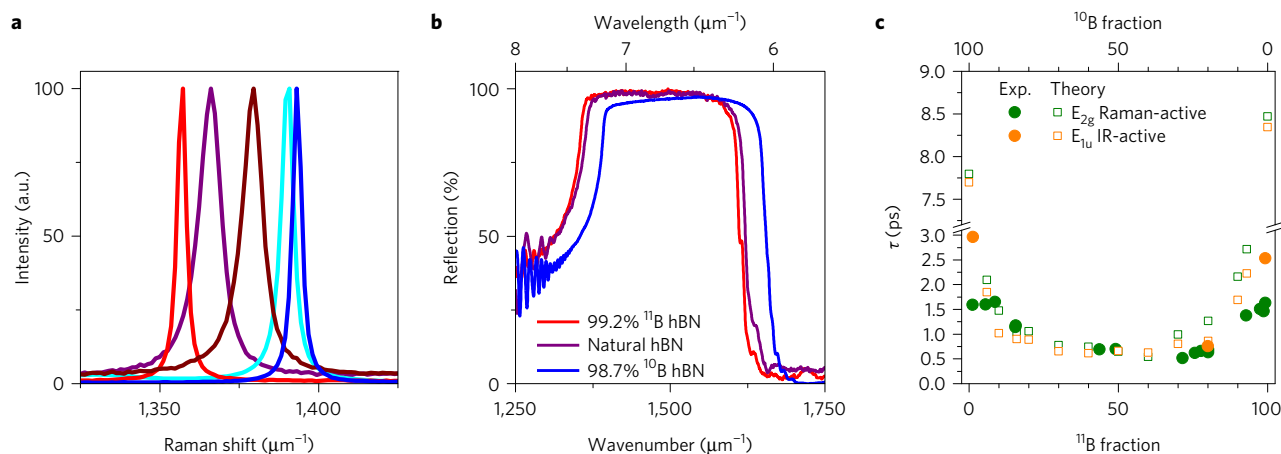 a
Intensity (a.u.)
100
50
0
1,350
1,400
Raman shift (μm⁻¹)
b
Wavelength (μm⁻¹)
8
7
6
Reflection (%)
100
50
0
99.2% ¹¹B hBN
Natural hBN
98.7% ¹⁰B hBN
1,250
1,500
1,750
Wavenumber (μm⁻¹)
c
¹⁰B fraction
100
50
0
τ (ps)
9.0
8.5
8.0
7.75
3.0
2.5
2.0
1.5
1.0
0.5
0.0
Exp. Theory
E₂g Raman-active
E₁u IR-active
0
50
100
¹¹B fraction